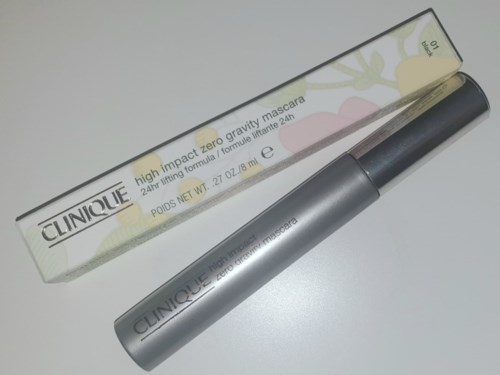 01
black
CLINIQUE
high impact zero gravity mascara
24hr lifting formula / formule liftante 24h
POIDS NET WT. .27 OZ./8 ml e
CLINIQUE
high impact
zero gravity mascara